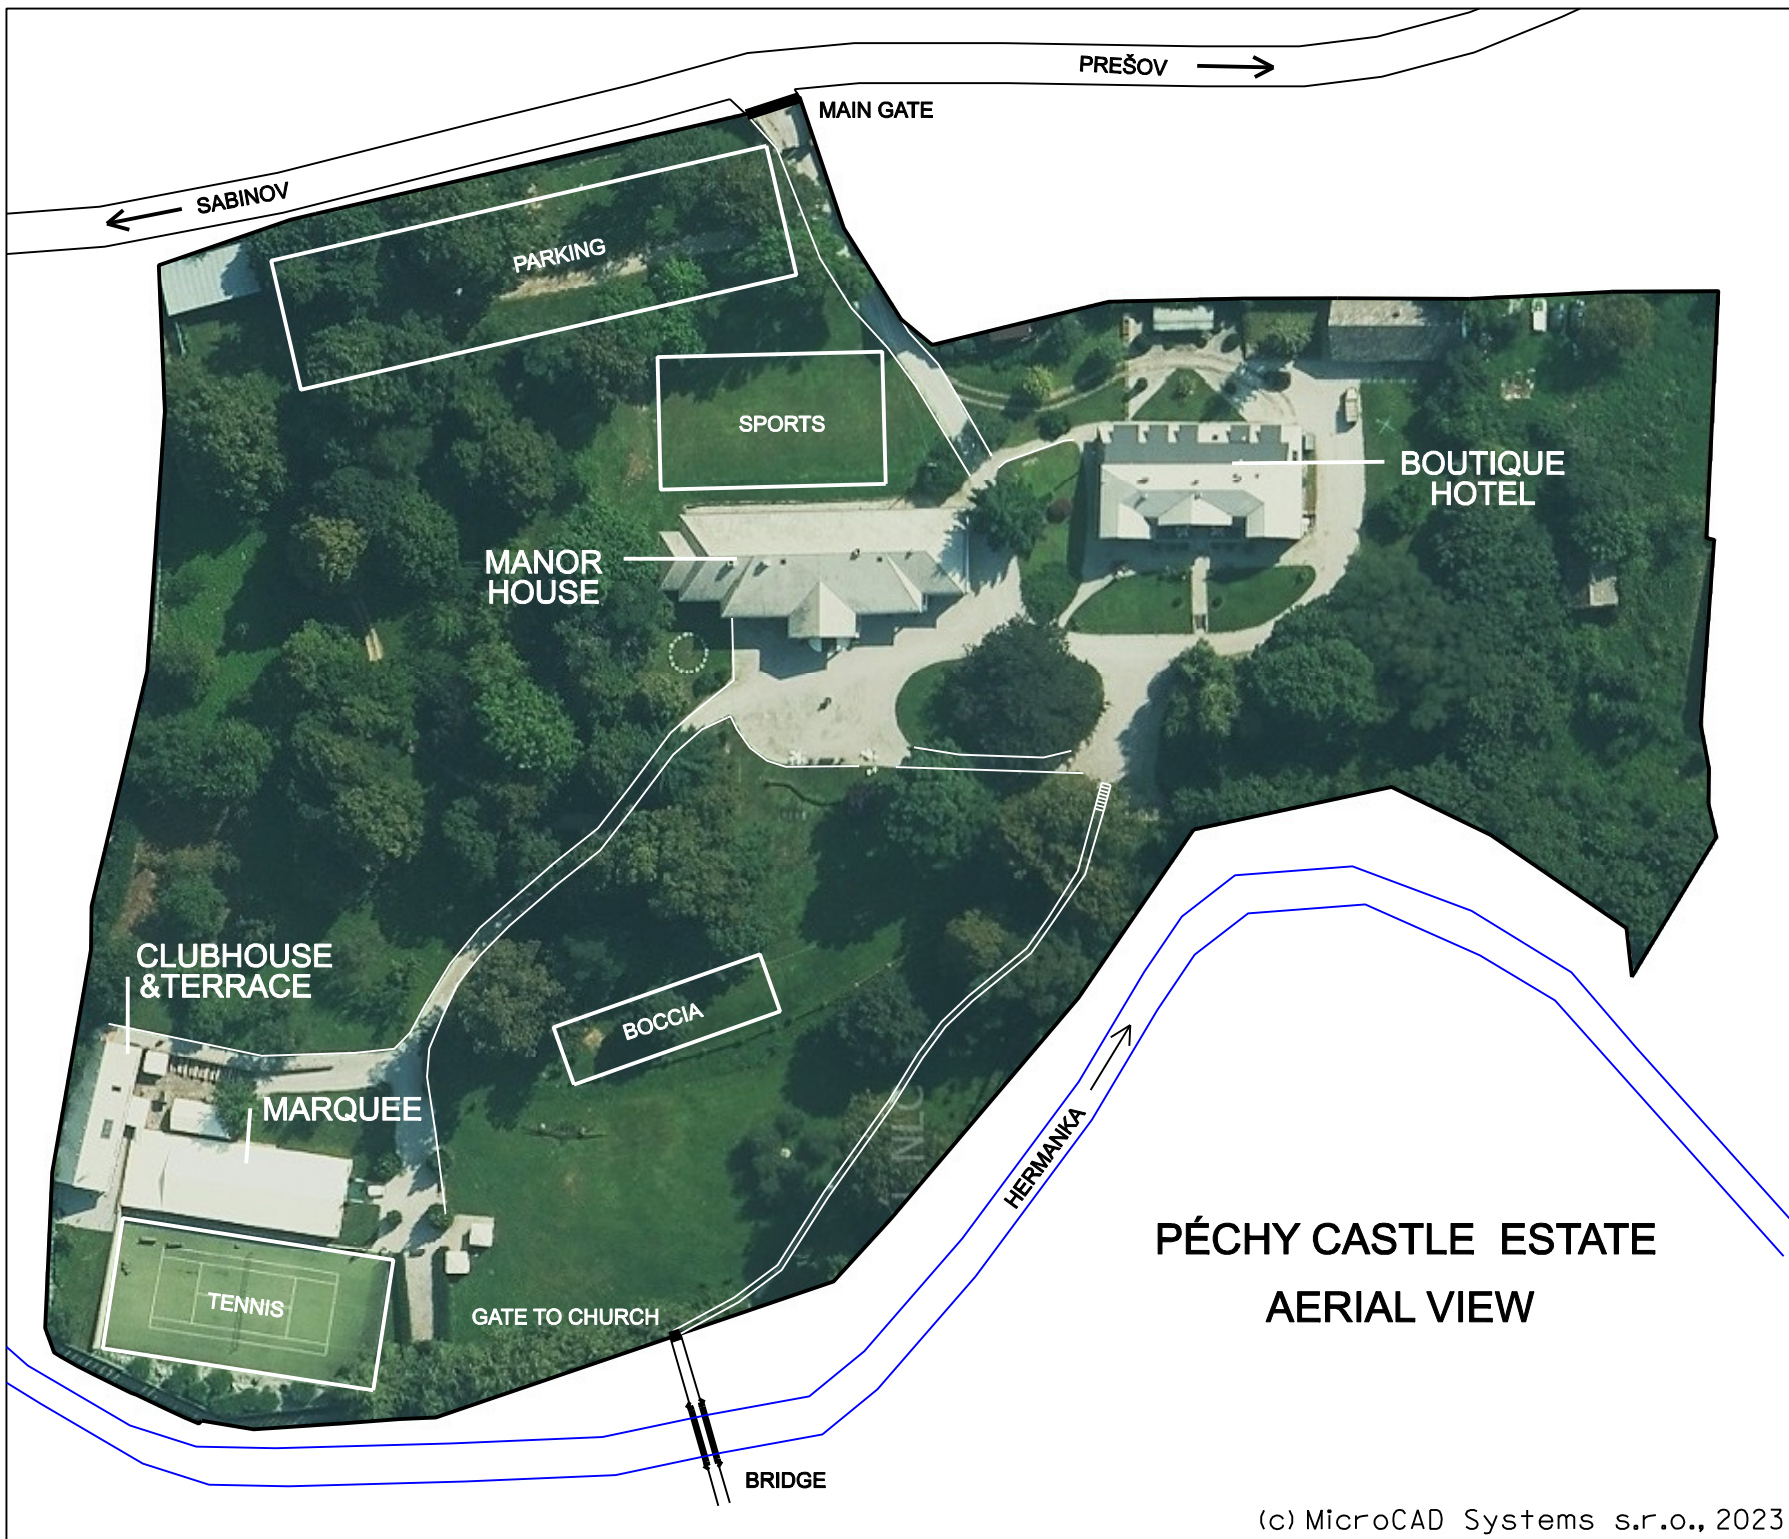 PREŠOV
MAIN GATE
SABINOV
PARKING
SPORTS
BOUTIQUE
HOTEL
MANOR
HOUSE
CLUBHOUSE
&TERRACE
BOCCIA
MARQUEE
NLC
HERMANKA
PÉCHY CASTLE ESTATE
AERIAL VIEW
TENNIS
GATE TO CHURCH
BRIDGE
(c) MicroCAD Systems s.r.o., 2023